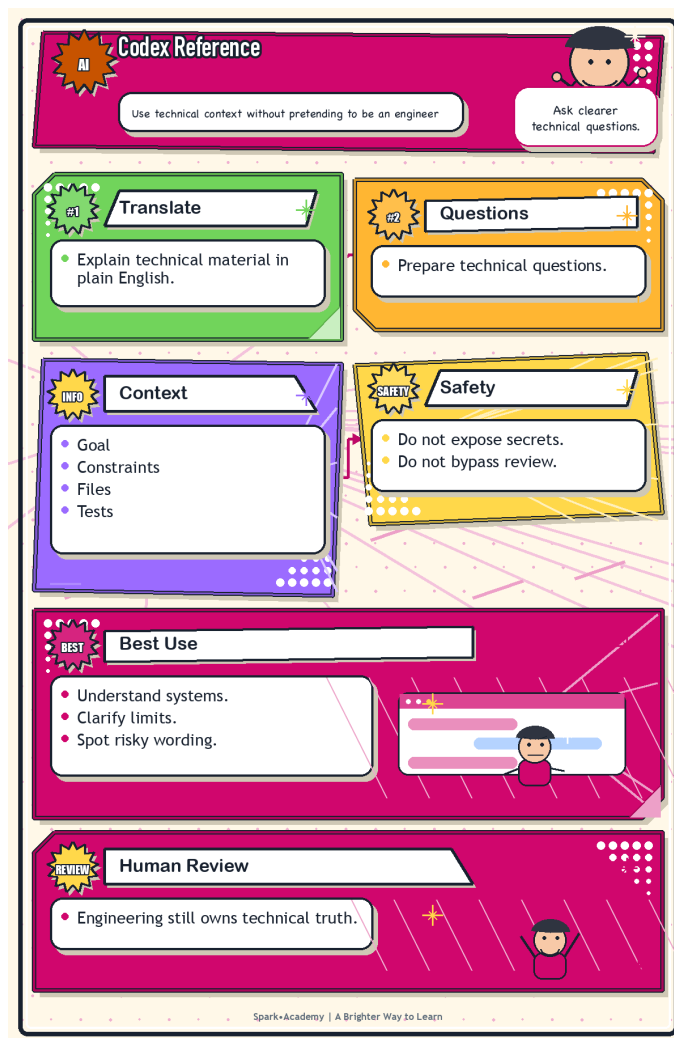 AI
Codex Reference
Use technical context without pretending to be an engineer
Ask clearer
technical questions.
#1
Translate
Explain technical material in
plain English.
#2
Questions
Prepare technical questions.
INFO
Context
Goal
Constraints
Files
Tests
SAFETY
Safety
Do not expose secrets.
Do not bypass review.
BEST
Best Use
Understand systems.
Clarify limits.
Spot risky wording.
REVIEW
Human Review
Engineering still owns technical truth.
Spark•Academy | A Brighter Way to Learn